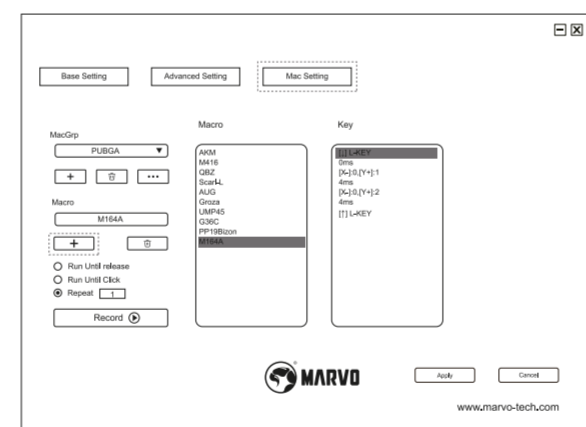 Base Setting
Advanced Setting
Mac Setting
MacGrp
PUBGA
Macro
M164A
Run Until release
Run Until Click
Repeat 1
Record
Macro
AKM
M416
QBZ
Scarl-L
AUG
Groza
UMP45
G36C
PP19Bizon
M164A
Key
[↓] L-KEY
0ms
[X-]:0,[Y+]:1
4ms
[X-]:0,[Y+]:2
4ms
[↑] L-KEY
MARVO
Apply
Cancel
www.marvo-tech.com